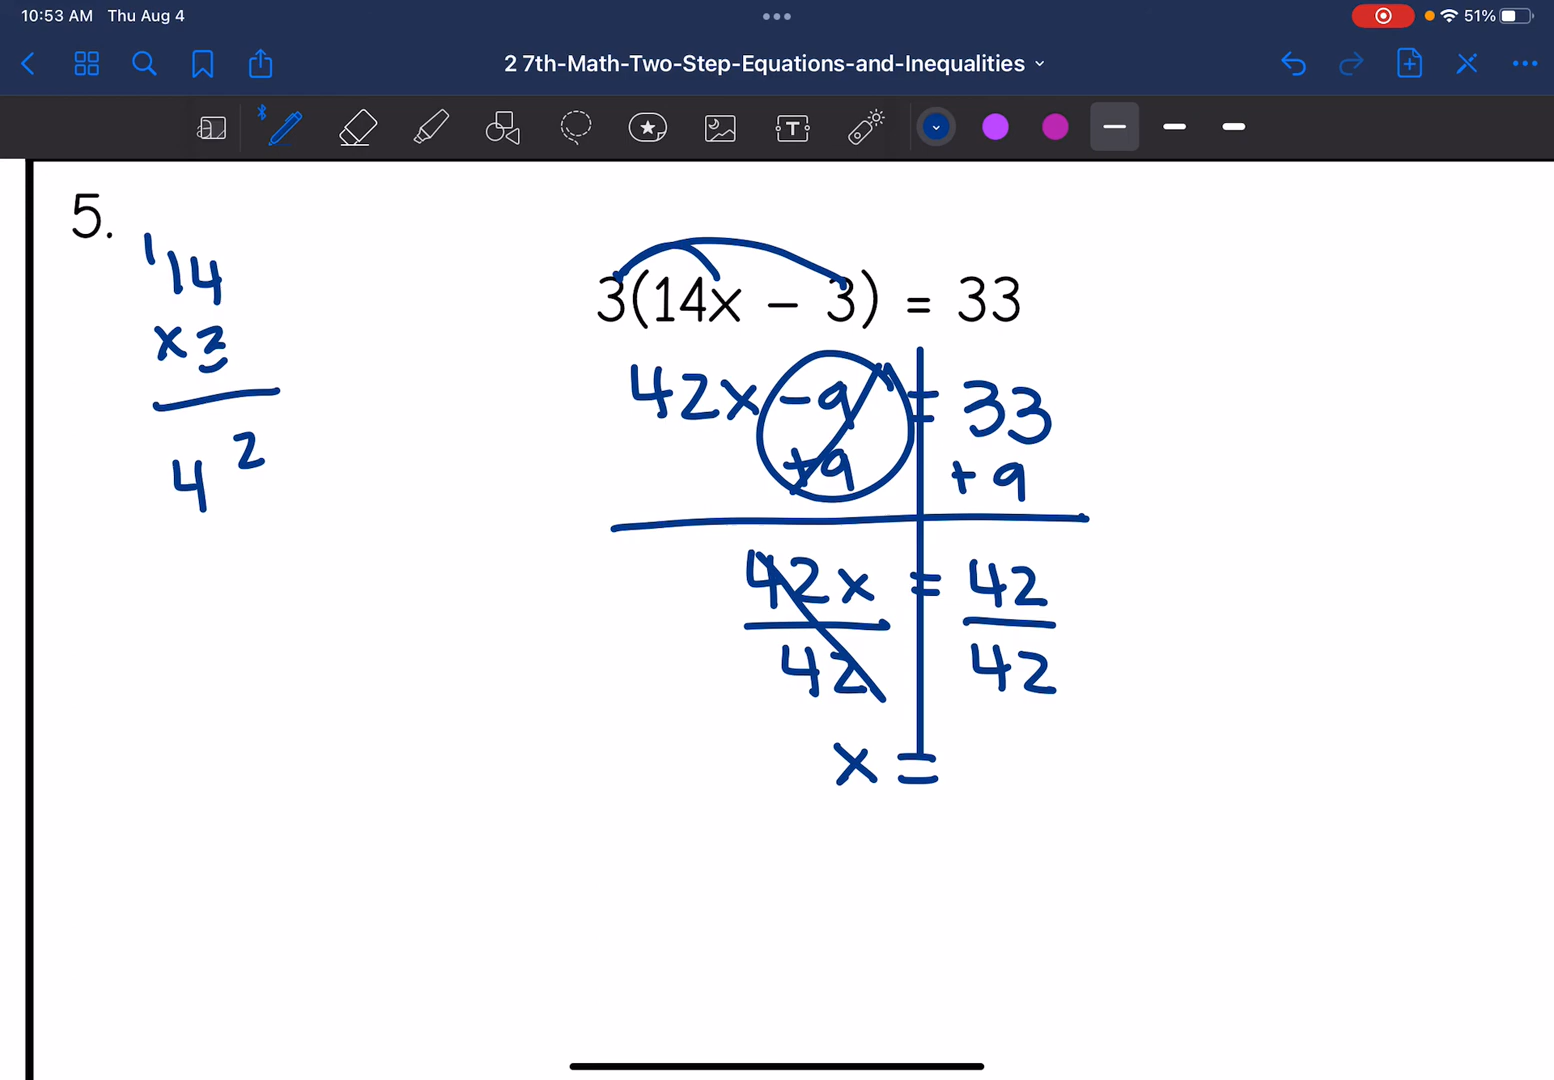 10:53 AM Thu Aug 4
51%
2 7th-Math-Two-Step-Equations-and-Inequalities
5.
1
14
x 3
42
3(14x − 3) = 33
42x − 9 = 33
+9 + 9
42x = 42
42 42
x =